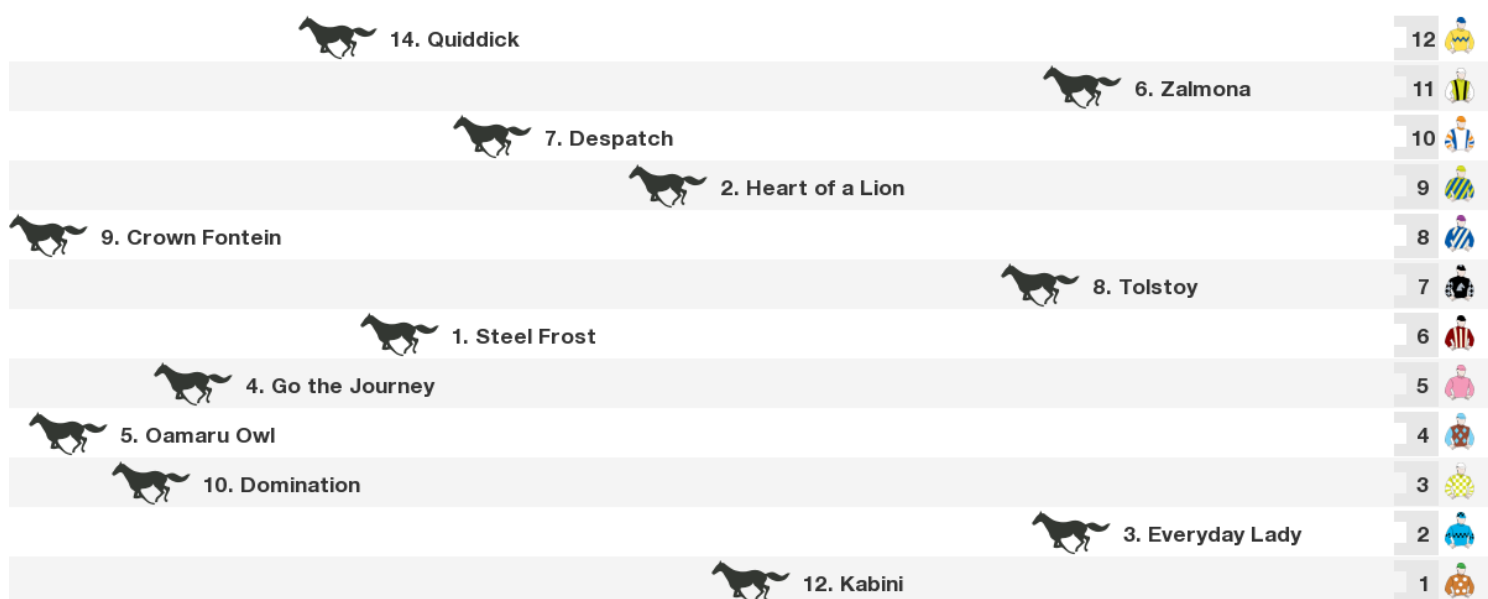 14. Quiddick 12
6. Zalmona 11
7. Despatch 10
2. Heart of a Lion 9
9. Crown Fontein 8
8. Tolstoy 7
1. Steel Frost 6
4. Go the Journey 5
5. Oamaru Owl 4
10. Domination 3
3. Everyday Lady 2
12. Kabini 1